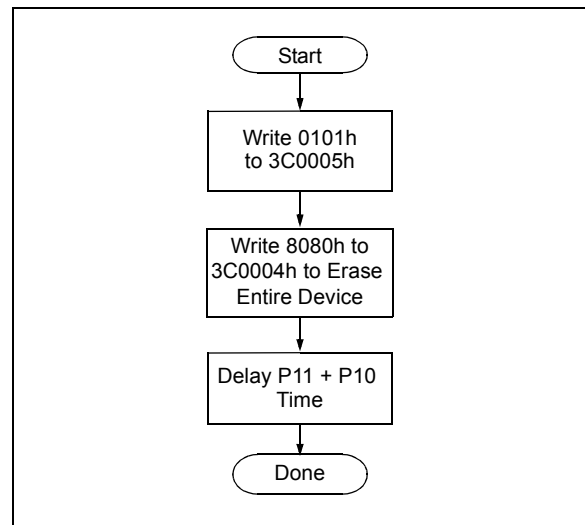 Start
Write 0101h
to 3C0005h
Write 8080h to
3C0004h to Erase
Entire Device
Delay P11 + P10
Time
Done